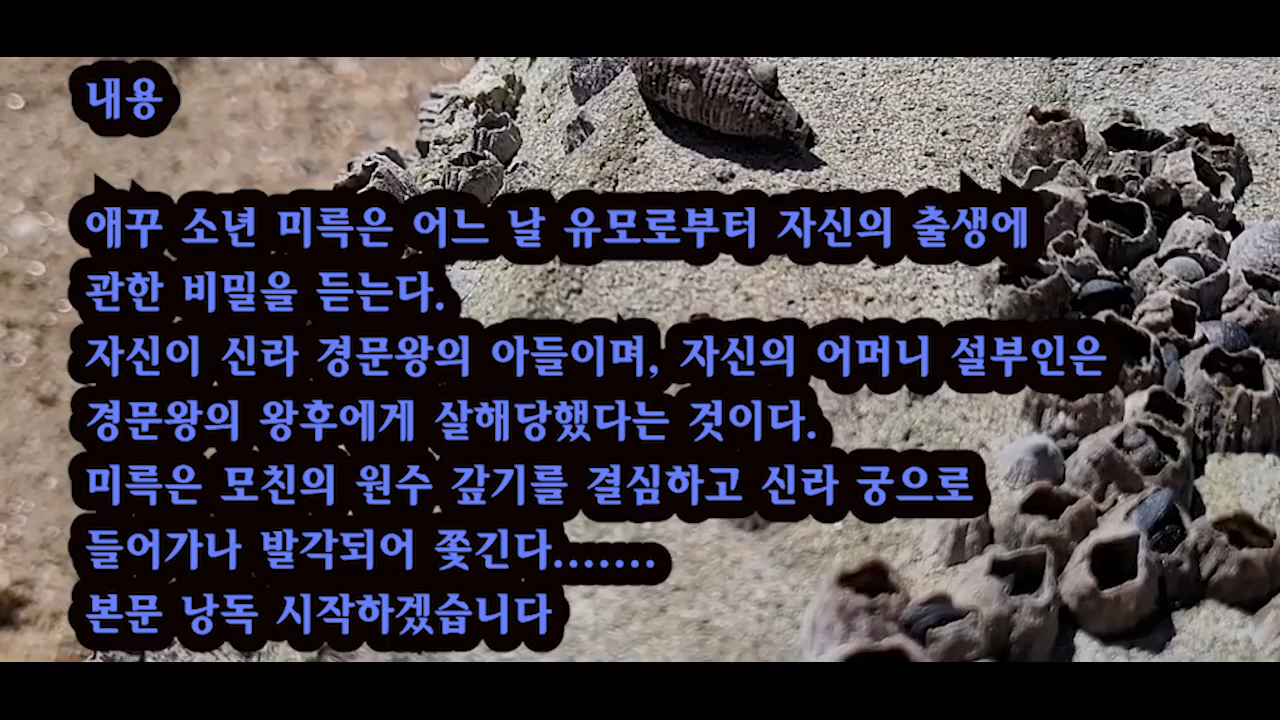 내용
애꾸 소년 미륵은 어느 날 유모로부터 자신의 출생에
관한 비밀을 듣는다.
자신이 신라 경문왕의 아들이며, 자신의 어머니 설부인은
경문왕의 왕후에게 살해당했다는 것이다.
미륵은 모친의 원수 갚기를 결심하고 신라 궁으로
들어가나 발각되어 쫓긴다.......
본문 낭독 시작하겠습니다